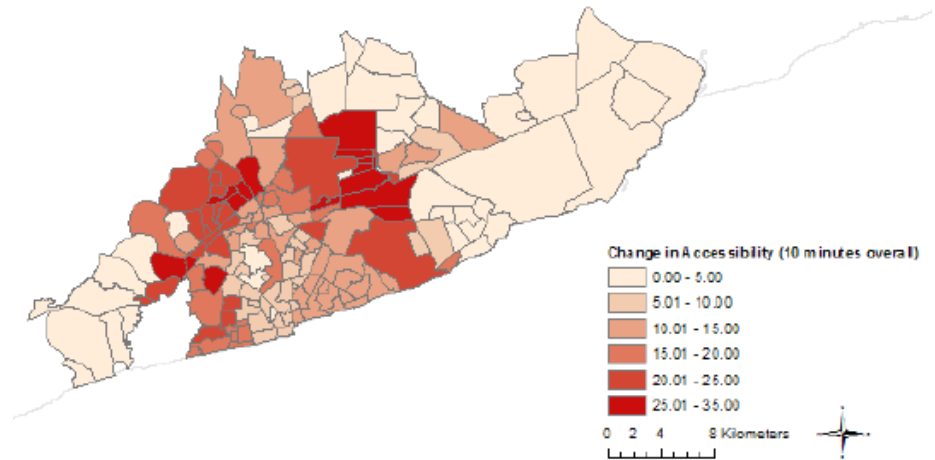 Change in Accessibility (10 minutes overall)
0.00 - 5.00
5.01 - 10.00
10.01 - 15.00
15.01 - 20.00
20.01 - 25.00
25.01 - 35.00
0 2 4 8 Kilometers